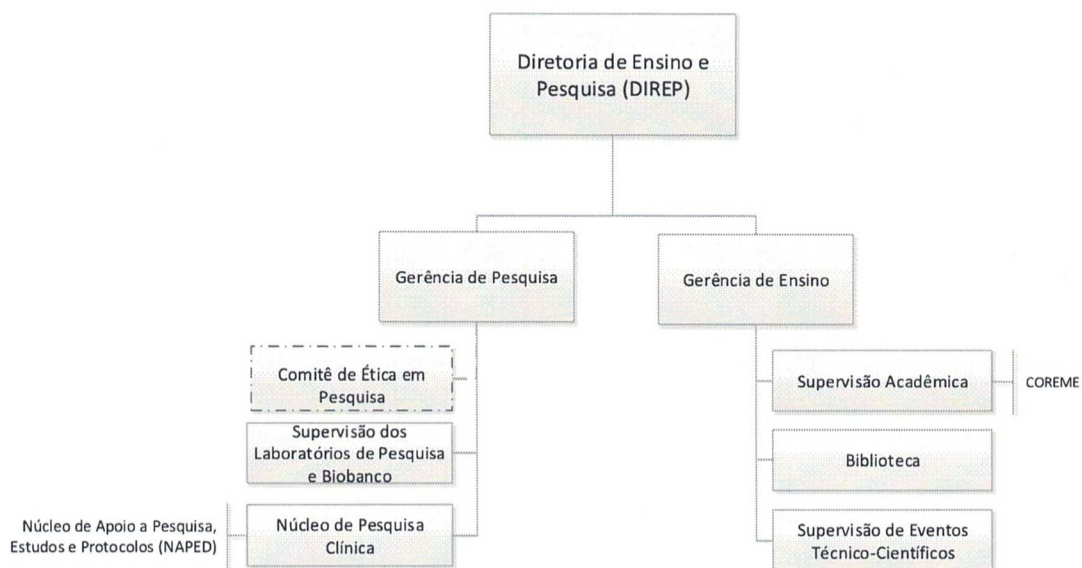 Diretoria de Ensino e
Pesquisa (DIREP)
Gerência de Pesquisa
Gerência de Ensino
Comitê de Ética em
Pesquisa
Supervisão dos
Laboratórios de Pesquisa
e Biobanco
Núcleo de Pesquisa
Clínica
Núcleo de Apoio a Pesquisa,
Estudos e Protocolos (NAPED)
Supervisão Acadêmica
COREME
Biblioteca
Supervisão de Eventos
Técnico-Científicos